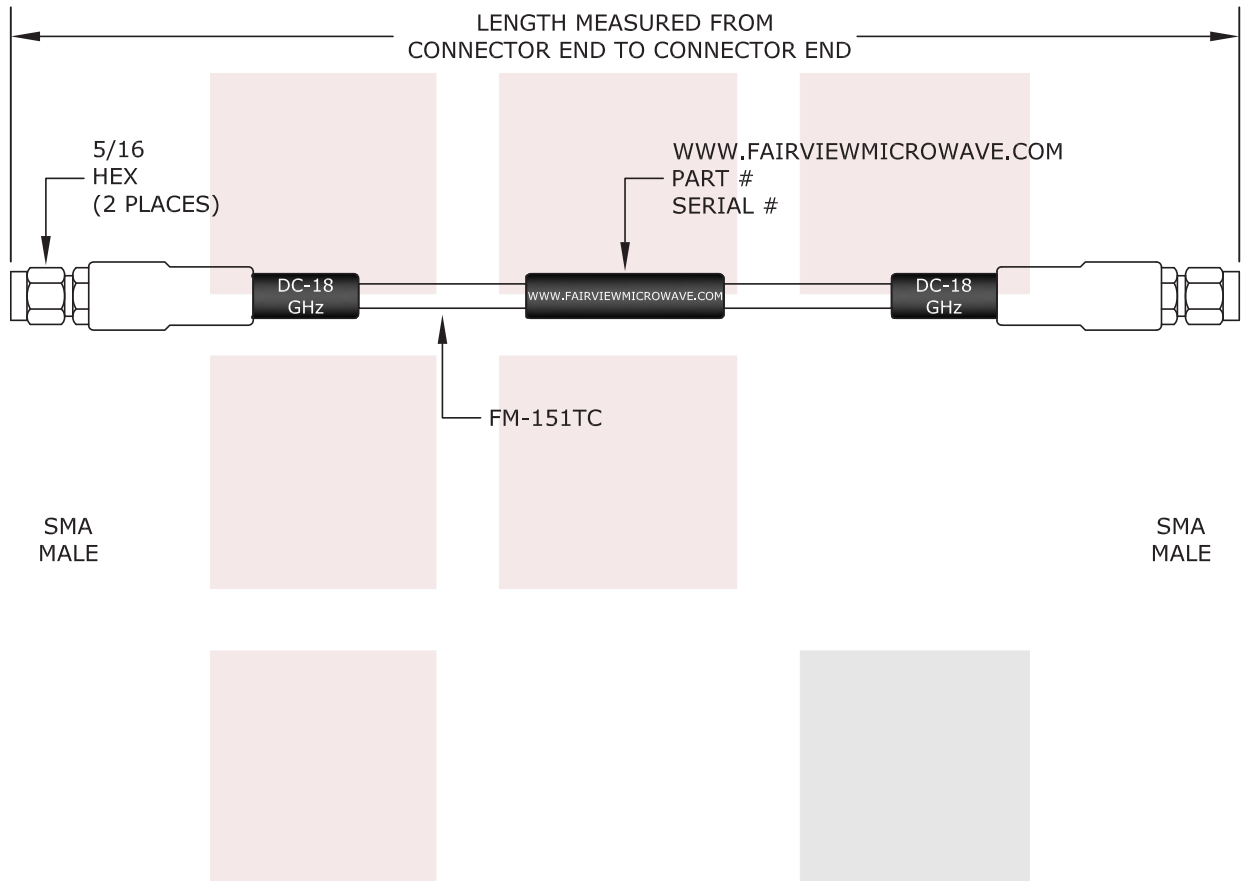 LENGTH MEASURED FROM
CONNECTOR END TO CONNECTOR END
5/16
HEX
(2 PLACES)
WWW.FAIRVIEWMICROWAVE.COM
PART #
SERIAL #
DC-18
GHz
WWW.FAIRVIEWMICROWAVE.COM
DC-18
GHz
FM-151TC
SMA
MALE
SMA
MALE